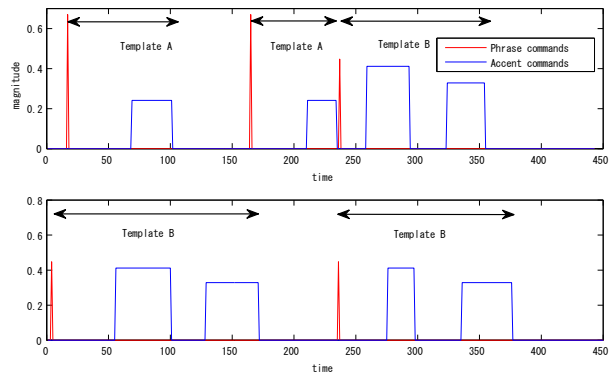 0.6
0.4
0.2
0
magnitude
Template A
Template A
Template B
Phrase commands
Accent commands
0 50 100 150 200 250 300 350 400 450
time
0.8
0.6
0.4
0.2
0
Template B
Template B
0 50 100 150 200 250 300 350 400 450
time